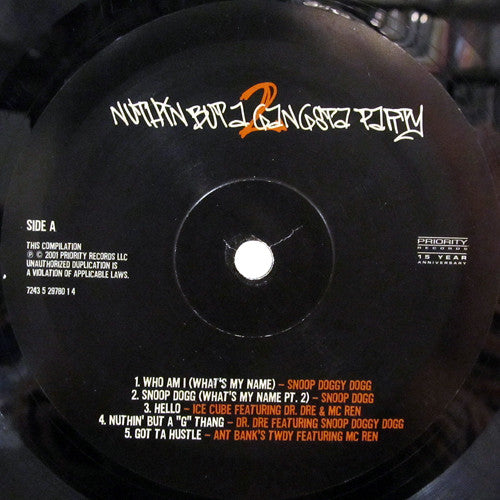 NUTHIN BUT A GANGSTA PARTY
2
SIDE A
THIS COMPILATION
℗ © 2001 PRIORITY RECORDS LLC
UNAUTHORIZED DUPLICATION IS
A VIOLATION OF APPLICABLE LAWS.
7243 5 29780 1 4
PRIORITY
RECORDS
15 YEAR
ANNIVERSARY
1. WHO AM I (WHAT'S MY NAME) – SNOOP DOGGY DOGG
2. SNOOP DOGG (WHAT'S MY NAME PT. 2) – SNOOP DOGG
3. HELLO – ICE CUBE FEATURING DR. DRE & MC REN
4. NUTHIN' BUT A "G" THANG – DR. DRE FEATURING SNOOP DOGGY DOGG
5. GOT TA HUSTLE – ANT BANK'S TWDY FEATURING MC REN